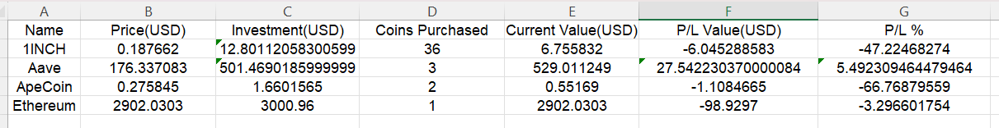 A B C D E F G
Name Price(USD) Investment(USD) Coins Purchased Current Value(USD) P/L Value(USD) P/L %
1INCH 0.187662 12.80112058300599 36 6.755832 -6.045288583 -47.22468274
Aave 176.337083 501.4690185999999 3 529.011249 27.542230370000084 5.492309464479464
ApeCoin 0.275845 1.6601565 2 0.55169 -1.1084665 -66.76879559
Ethereum 2902.0303 3000.96 1 2902.0303 -98.9297 -3.296601754